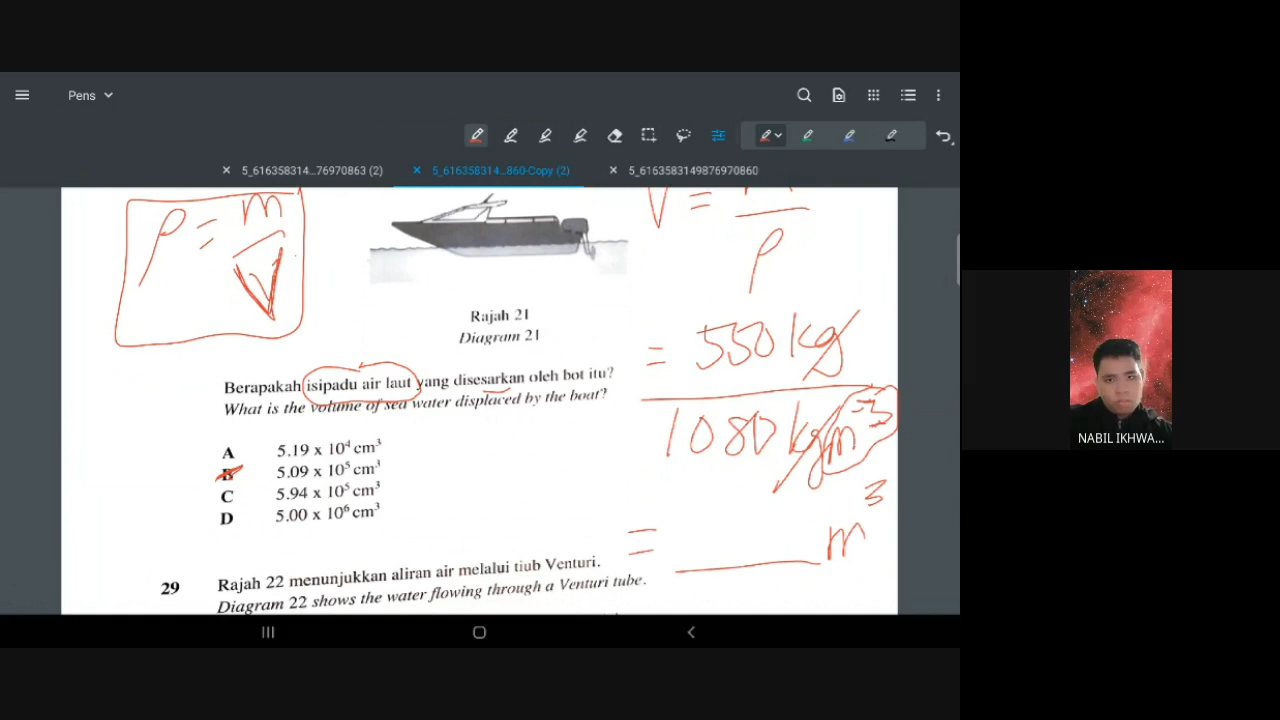 Pens
5_616358314...76970863 (2)
5_616358314...860-Copy (2)
5_6163583149876970860
ρ = m
V
V =
ρ
Rajah 21
Diagram 21
= 550 kg
1080 kg m⁻³
= ______ m³
Berapakah isipadu air laut yang disesarkan oleh bot itu?
What is the volume of sea water displaced by the boat?
A 5.19 x 10⁴ cm³
B 5.09 x 10⁵ cm³
C 5.94 x 10⁵ cm³
D 5.00 x 10⁶ cm³
29 Rajah 22 menunjukkan aliran air melalui tiub Venturi.
Diagram 22 shows the water flowing through a Venturi tube.
NABIL IKHWA...